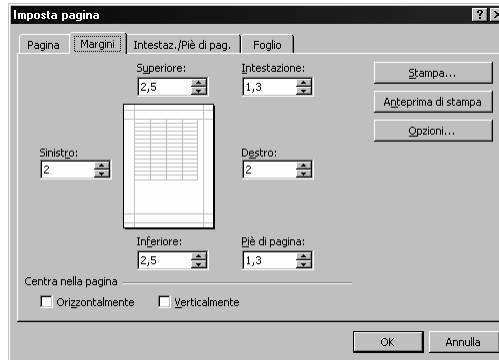 Imposta pagina
Pagina Margini Intestaz./Piè di pag. Foglio
Superiore: Intestazione:
2,5 1,3
Stampa...
Anteprima di stampa
Opzioni...
Sinistro: Destro:
2 2
Inferiore: Piè di pagina:
2,5 1,3
Centra nella pagina
Orizzontalmente Verticalmente
OK Annulla